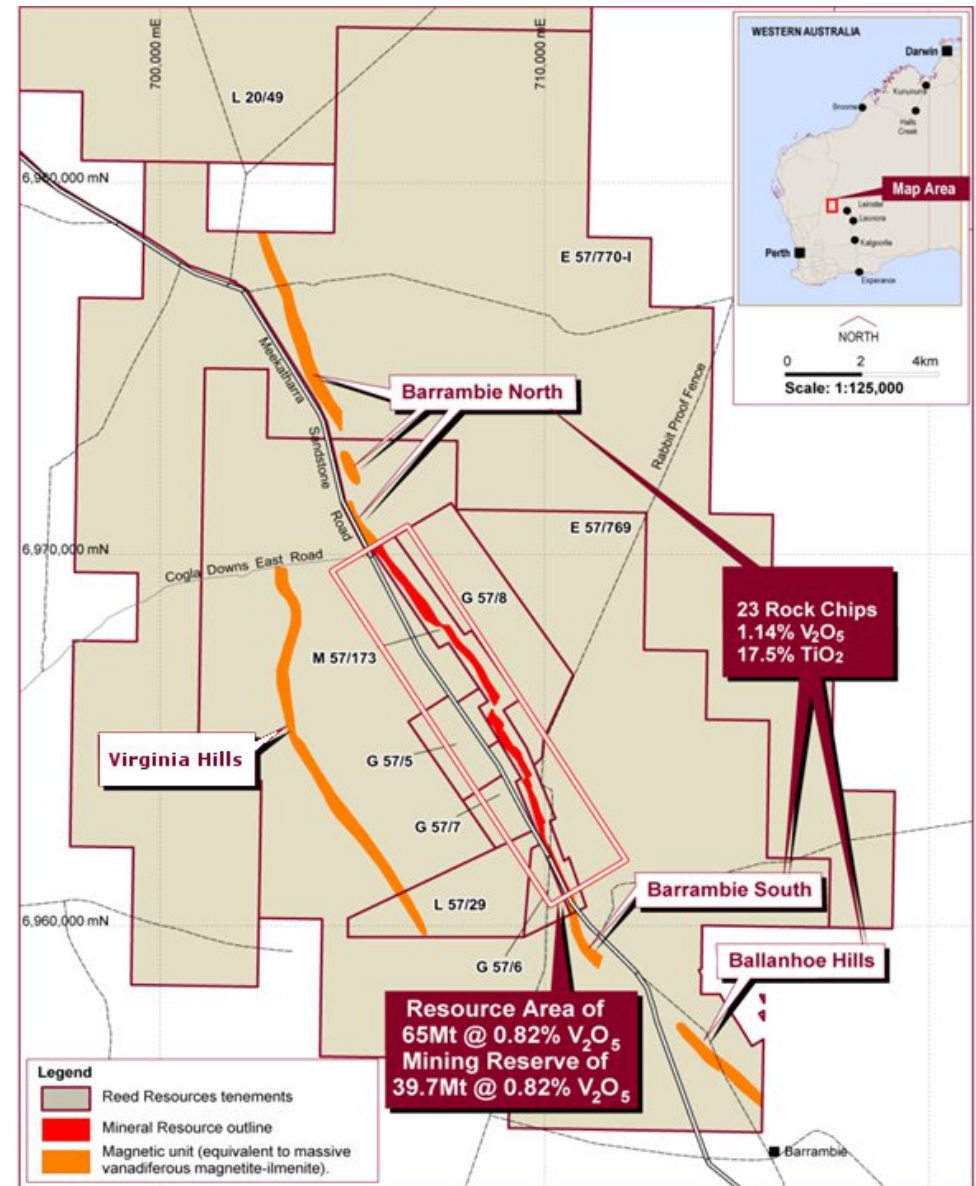 700,000 mE
710,000 mE
L 20/49
6,980,000 mN
E 57/770-I
WESTERN AUSTRALIA
Darwin
Kununurra
Broome
Halls
Creek
Map Area
Leinster
Leonora
Kalgoorlie
Perth
Esperance
NORTH
0 2 4km
Scale: 1:125,000
Meekatharra
Sandstone
Road
Barrambie North
Rabbit Proof Fence
E 57/769
6,970,000 mN
Cogla Downs East Road
G 57/8
M 57/173
23 Rock Chips
1.14% V2O5
17.5% TiO2
Virginia Hills
G 57/5
G 57/7
L 57/29
Barrambie South
6,960,000 mN
G 57/6
Ballanhoe Hills
Resource Area of
65Mt @ 0.82% V2O5
Mining Reserve of
39.7Mt @ 0.82% V2O5
Legend
Reed Resources tenements
Mineral Resource outline
Magnetic unit (equivalent to massive
vanadiferous magnetite-ilmenite).
Barrambie